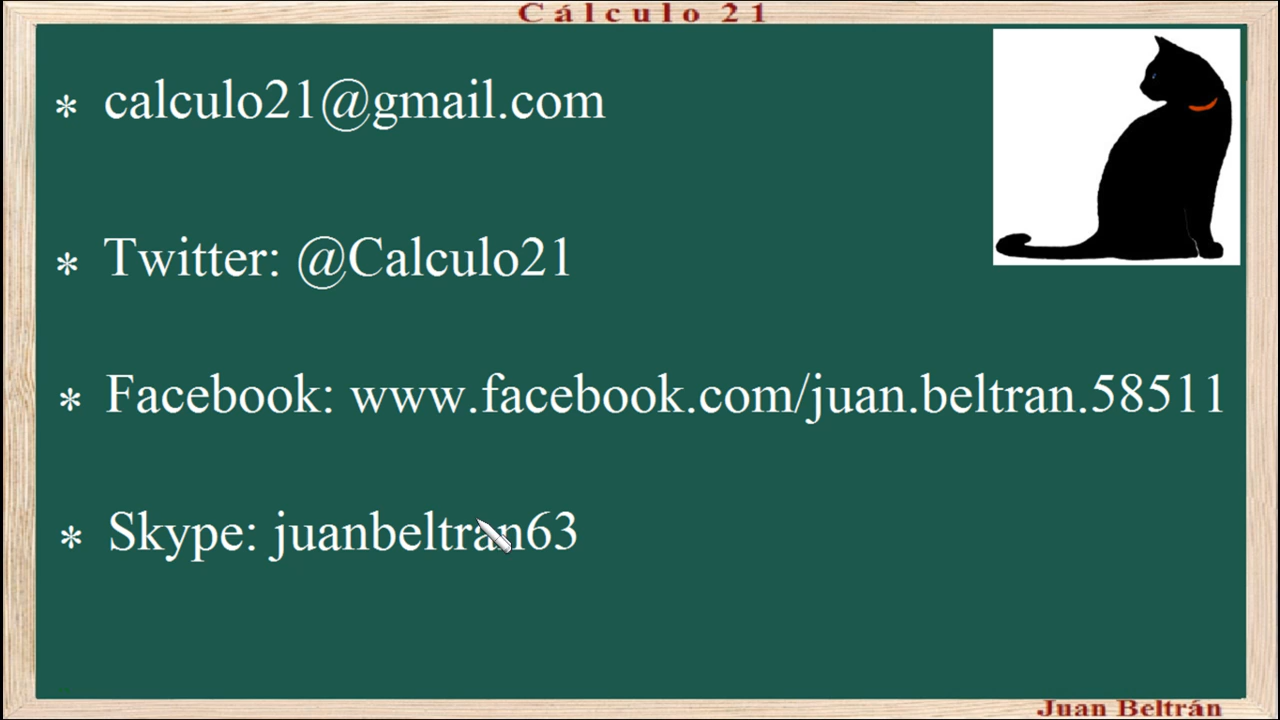 Cálculo 21
* calculo21@gmail.com
* Twitter: @Calculo21
* Facebook: www.facebook.com/juan.beltran.58511
* Skype: juanbeltran63
Juan Beltrán